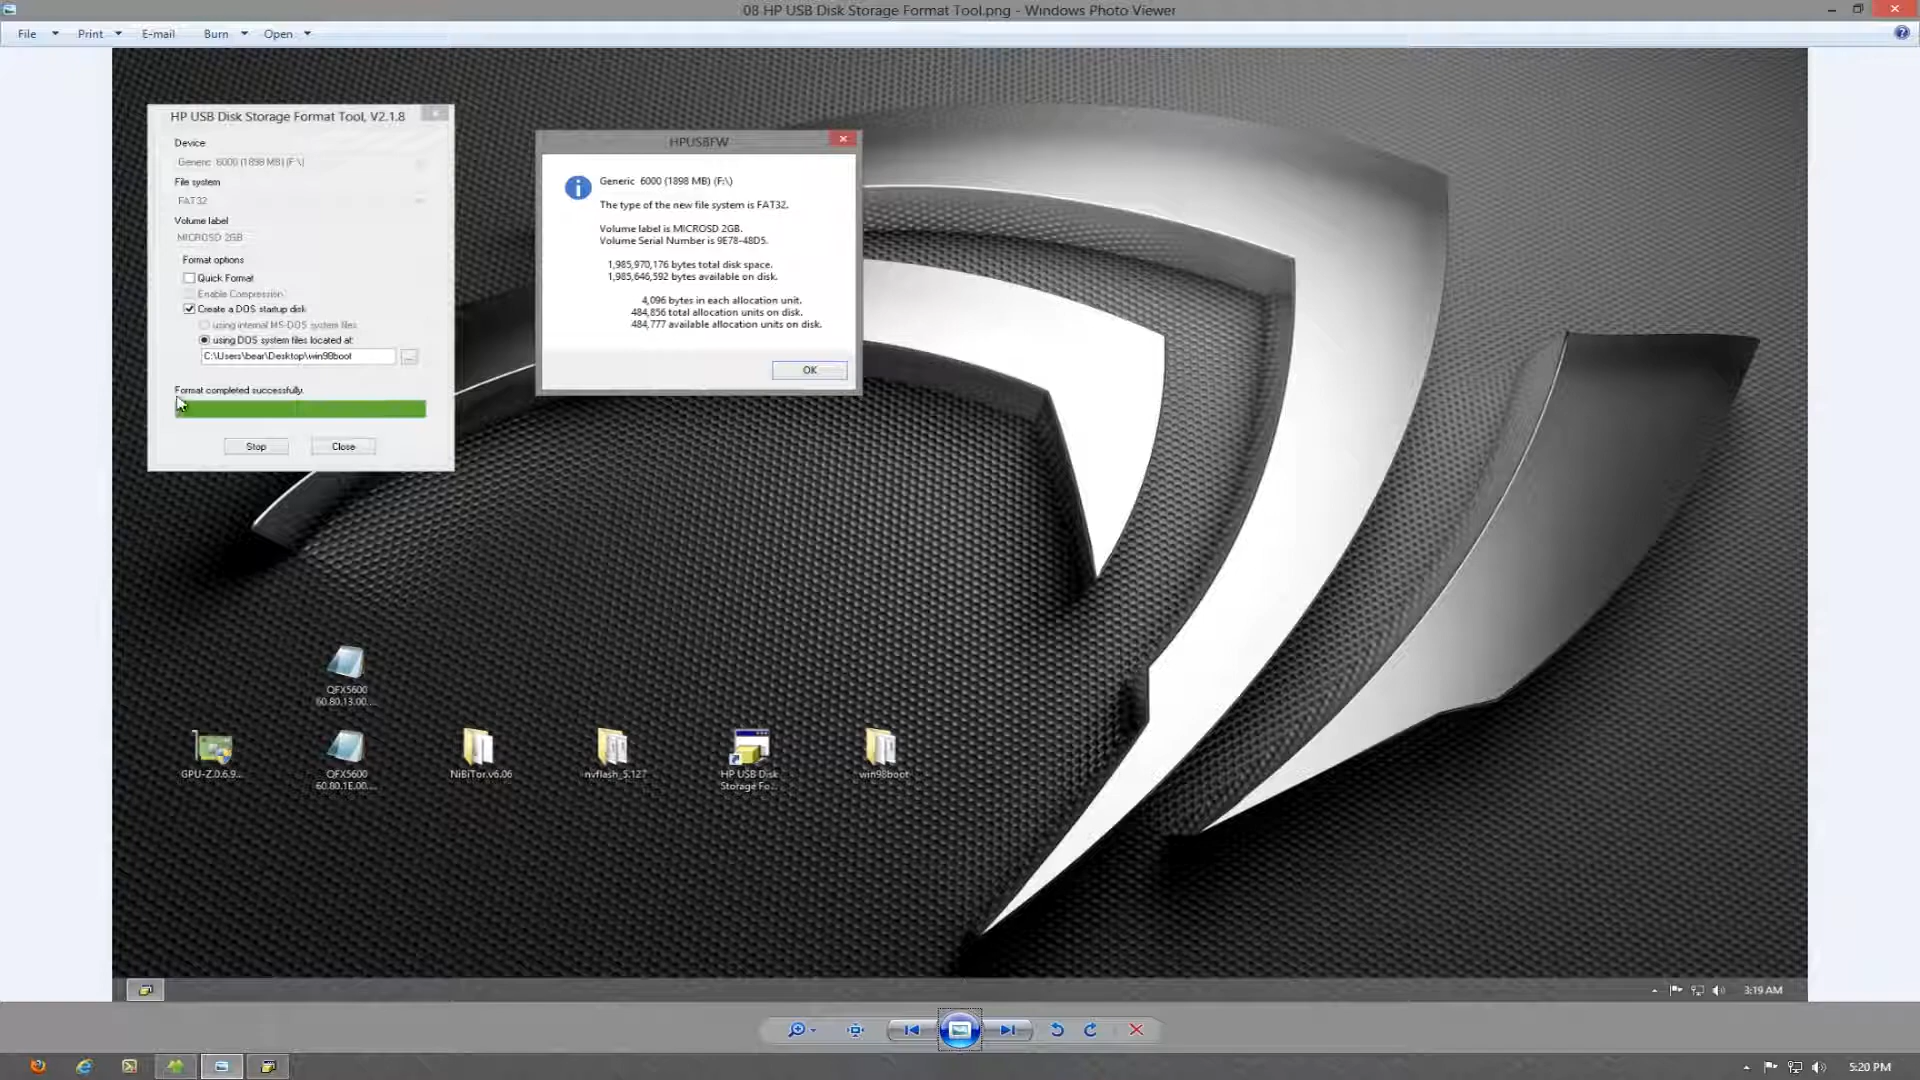 08 HP USB Disk Storage Format Tool.png - Windows Photo Viewer
File Print E-mail Burn Open
HP USB Disk Storage Format Tool, V2.1.8
Device
Generic 6000 (1898 MB) (F:\)
File system
FAT32
Volume label
MICROSD 2GB
Format options
Quick Format
Enable Compression
Create a DOS startup disk
using internal MS-DOS system files
using DOS system files located at:
C:\Users\bear\Desktop\win98boot
...
Format completed successfully.
Stop Close
HPUSBFW
Generic 6000 (1898 MB) (F:\)
The type of the new file system is FAT32.
Volume label is MICROSD 2GB.
Volume Serial Number is 9E78-48D5.
1,985,970,176 bytes total disk space.
1,985,646,592 bytes available on disk.
4,096 bytes in each allocation unit.
484,856 total allocation units on disk.
484,777 available allocation units on disk.
OK
QFX5600
60.80.13.00....
GPU-Z.0.6.9...
QFX5600
60.80.1E.00....
NiBiTor.v6.06
nvflash_5.127
HP USB Disk
Storage Fo...
win98boot
3:19 AM
5:20 PM